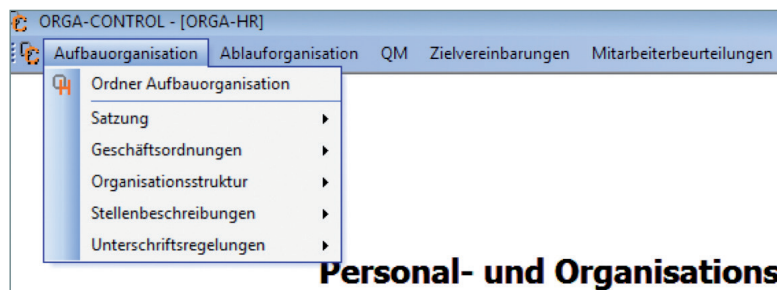 ORGA-CONTROL - [ORGA-HR]
Aufbauorganisation Ablauforganisation QM Zielvereinbarungen Mitarbeiterbeurteilungen
Ordner Aufbauorganisation
Satzung
Geschäftsordnungen
Organisationsstruktur
Stellenbeschreibungen
Unterschriftsregelungen
Personal- und Organisations